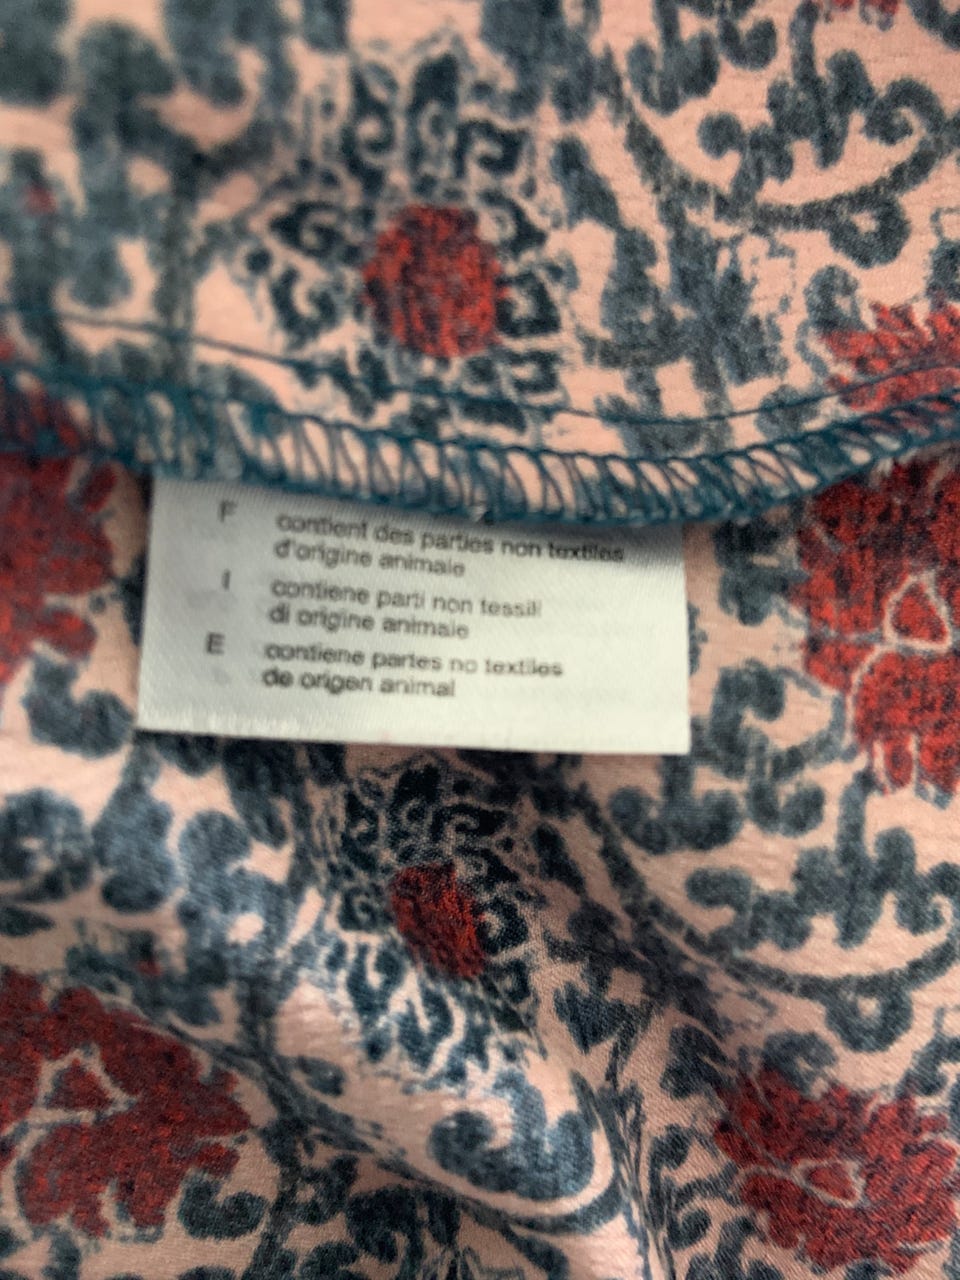 F contient des parties non textiles
d'origine animale
I contiene parti non tessili
di origine animale
E contiene partes no textiles
de origen animal